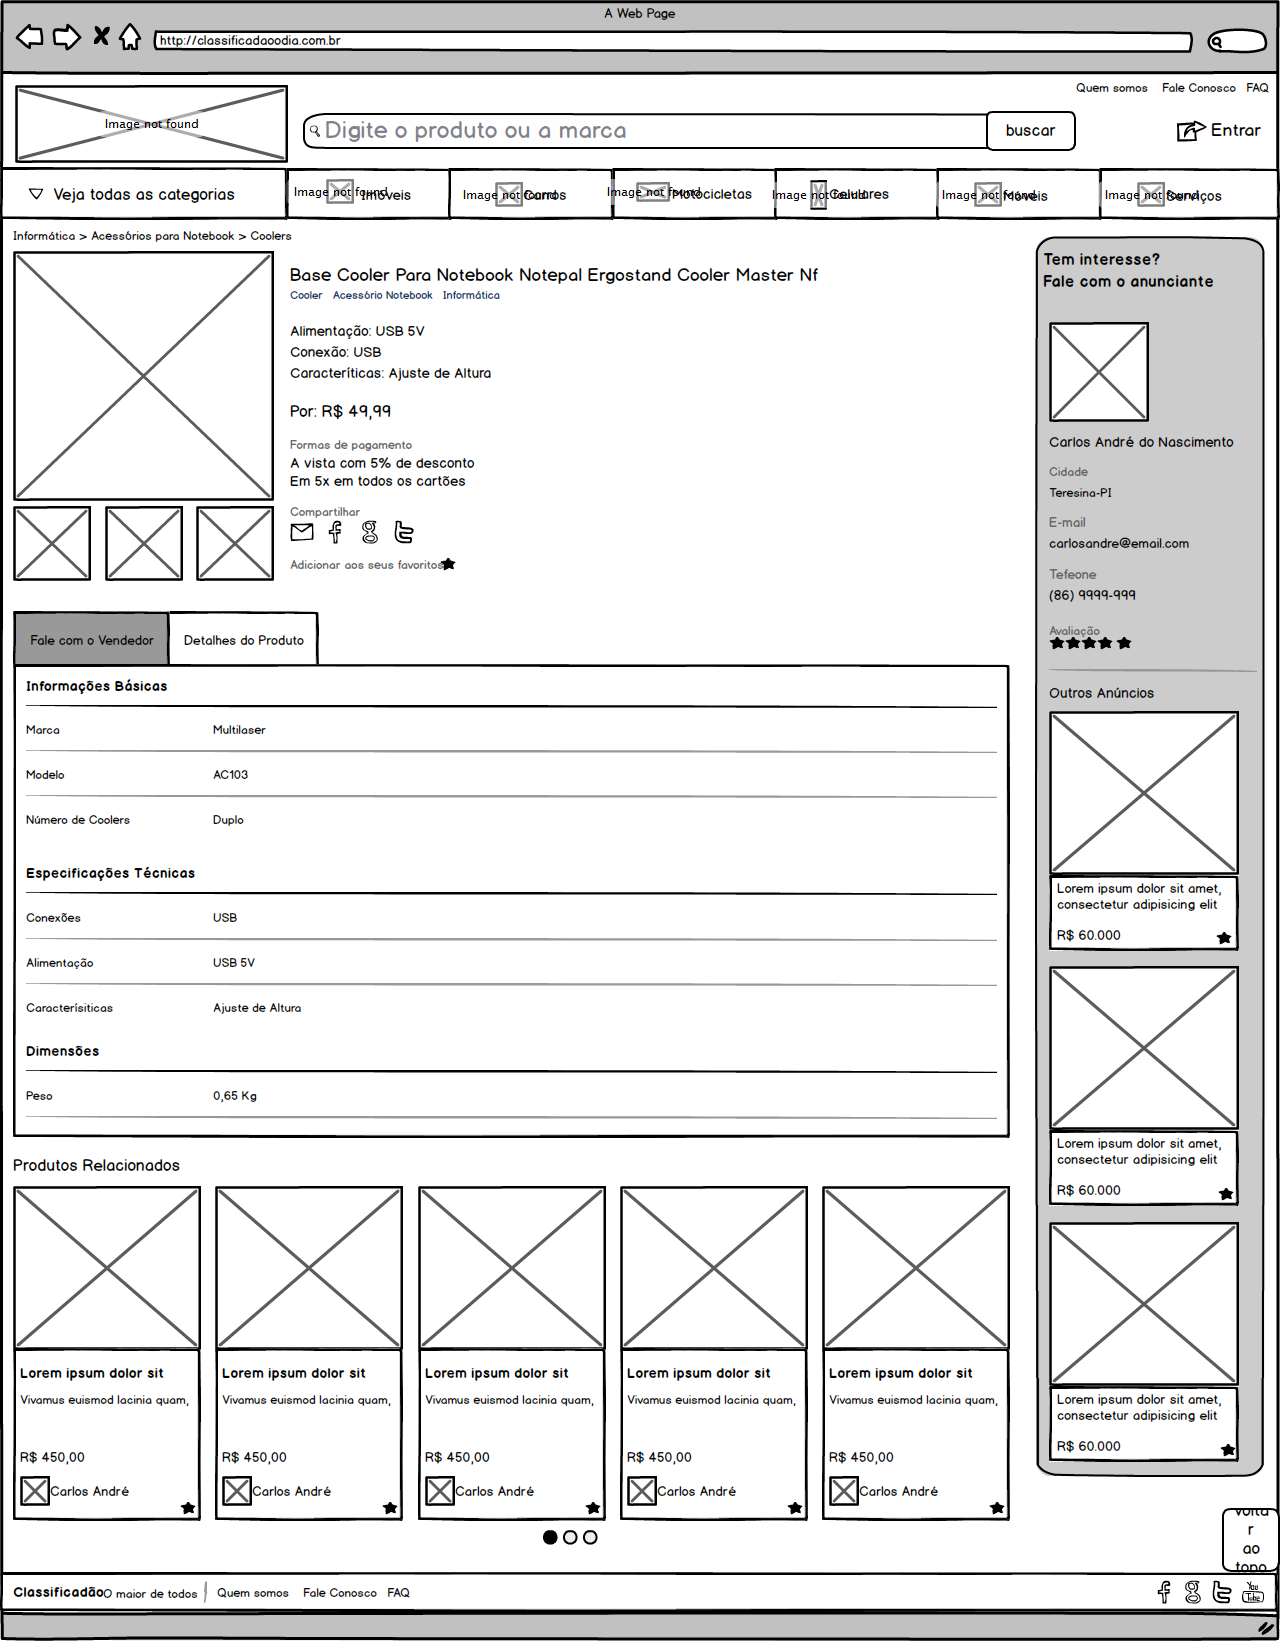 A Web Page
http://classificadaoodia.com.br
Quem somos Fale Conosco FAQ
Image not found
Digite o produto ou a marca
buscar
Entrar
Veja todas as categorias
Image not found Imóveis
Image not found Carros
Image not found Motocicletas
Image not found Celulares
Image not found Móveis
Image not found Serviços
Informática > Acessórios para Notebook > Coolers
Base Cooler Para Notebook Notepal Ergostand Cooler Master Nf
Cooler Acessório Notebook Informática
Alimentação: USB 5V
Conexão: USB
Caracteríticas: Ajuste de Altura
Por: R$ 49,99
Formas de pagamento
A vista com 5% de desconto
Em 5x em todos os cartões
Compartilhar
Adicionar aos seus favoritos
Tem interesse?
Fale com o anunciante
Carlos André do Nascimento
Cidade
Teresina-PI
E-mail
carlosandre@email.com
Tefeone
(86) 9999-999
Avaliação
Outros Anúncios
Lorem ipsum dolor sit amet,
consectetur adipisicing elit
R$ 60.000
Lorem ipsum dolor sit amet,
consectetur adipisicing elit
R$ 60.000
Lorem ipsum dolor sit amet,
consectetur adipisicing elit
R$ 60.000
Fale com o Vendedor Detalhes do Produto
Informações Básicas
Marca Multilaser
Modelo AC103
Número de Coolers Duplo
Especificações Técnicas
Conexões USB
Alimentação USB 5V
Caracterísiticas Ajuste de Altura
Dimensões
Peso 0,65 Kg
Produtos Relacionados
Lorem ipsum dolor sit
Vivamus euismod lacinia quam,
R$ 450,00
Carlos André
Lorem ipsum dolor sit
Vivamus euismod lacinia quam,
R$ 450,00
Carlos André
Lorem ipsum dolor sit
Vivamus euismod lacinia quam,
R$ 450,00
Carlos André
Lorem ipsum dolor sit
Vivamus euismod lacinia quam,
R$ 450,00
Carlos André
Lorem ipsum dolor sit
Vivamus euismod lacinia quam,
R$ 450,00
Carlos André
volta
r
ao
topo
Classificadão O maior de todos Quem somos Fale Conosco FAQ
You
Tube